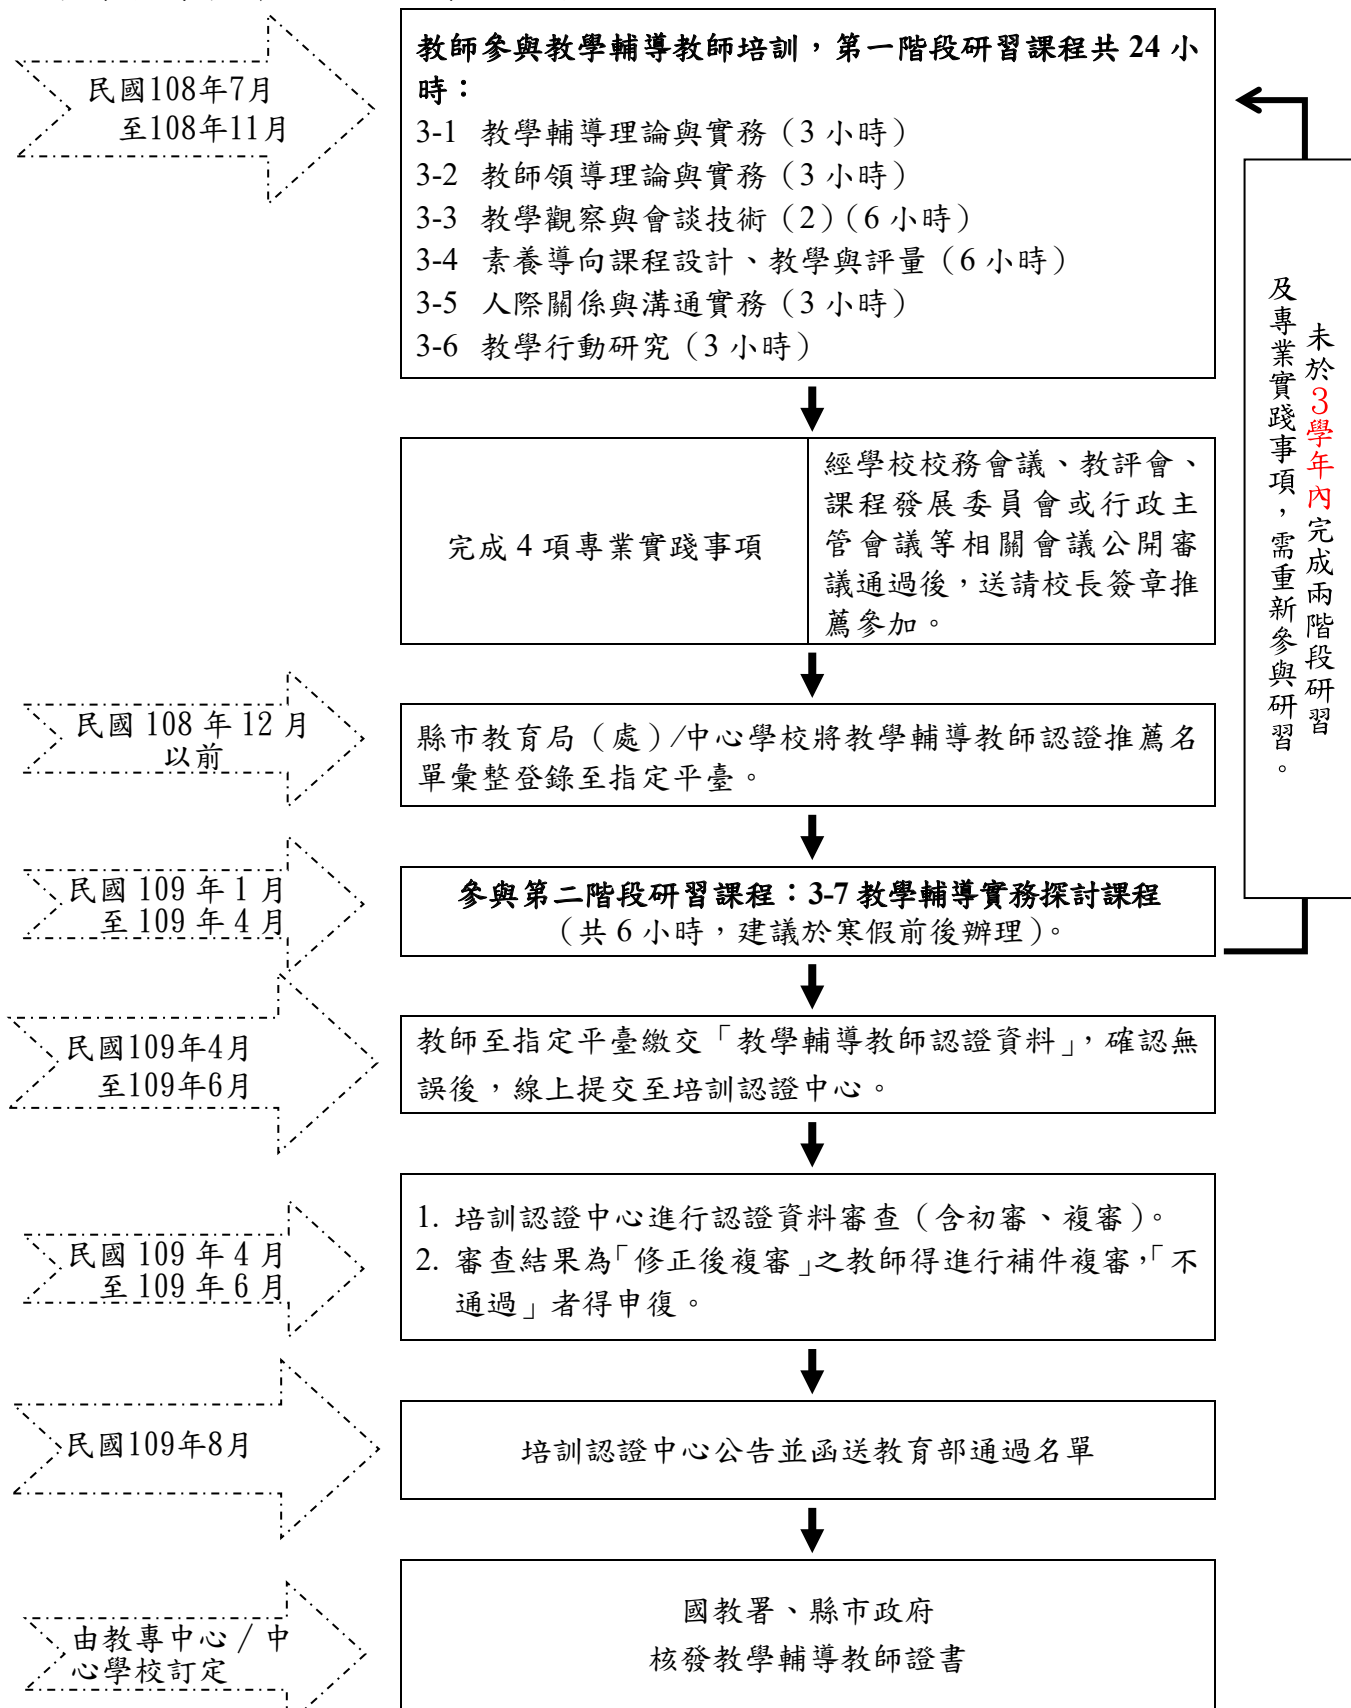 民國108年7月
至108年11月
教師參與教學輔導教師培訓，第一階段研習課程共 24 小
時：
3-1 教學輔導理論與實務（3 小時）
3-2 教師領導理論與實務（3 小時）
3-3 教學觀察與會談技術（2）（6 小時）
3-4 素養導向課程設計、教學與評量（6 小時）
3-5 人際關係與溝通實務（3 小時）
3-6 教學行動研究（3 小時）
未於3學年內完成兩階段研習
及專業實踐事項，需重新參與研習。
完成 4 項專業實踐事項
經學校校務會議、教評會、
課程發展委員會或行政主
管會議等相關會議公開審
議通過後，送請校長簽章推
薦參加。
民國 108 年 12 月
以前
縣市教育局（處）/中心學校將教學輔導教師認證推薦名
單彙整登錄至指定平臺。
民國 109 年 1 月
至 109 年 4 月
參與第二階段研習課程：3-7 教學輔導實務探討課程
（共 6 小時，建議於寒假前後辦理）。
民國109年4月
至109年6月
教師至指定平臺繳交「教學輔導教師認證資料」，確認無
誤後，線上提交至培訓認證中心。
民國 109 年 4 月
至 109 年 6 月
1. 培訓認證中心進行認證資料審查（含初審、複審）。
2. 審查結果為「修正後複審」之教師得進行補件複審，「不
通過」者得申復。
民國109年8月
培訓認證中心公告並函送教育部通過名單
由教專中心 / 中
心學校訂定
國教署、縣市政府
核發教學輔導教師證書